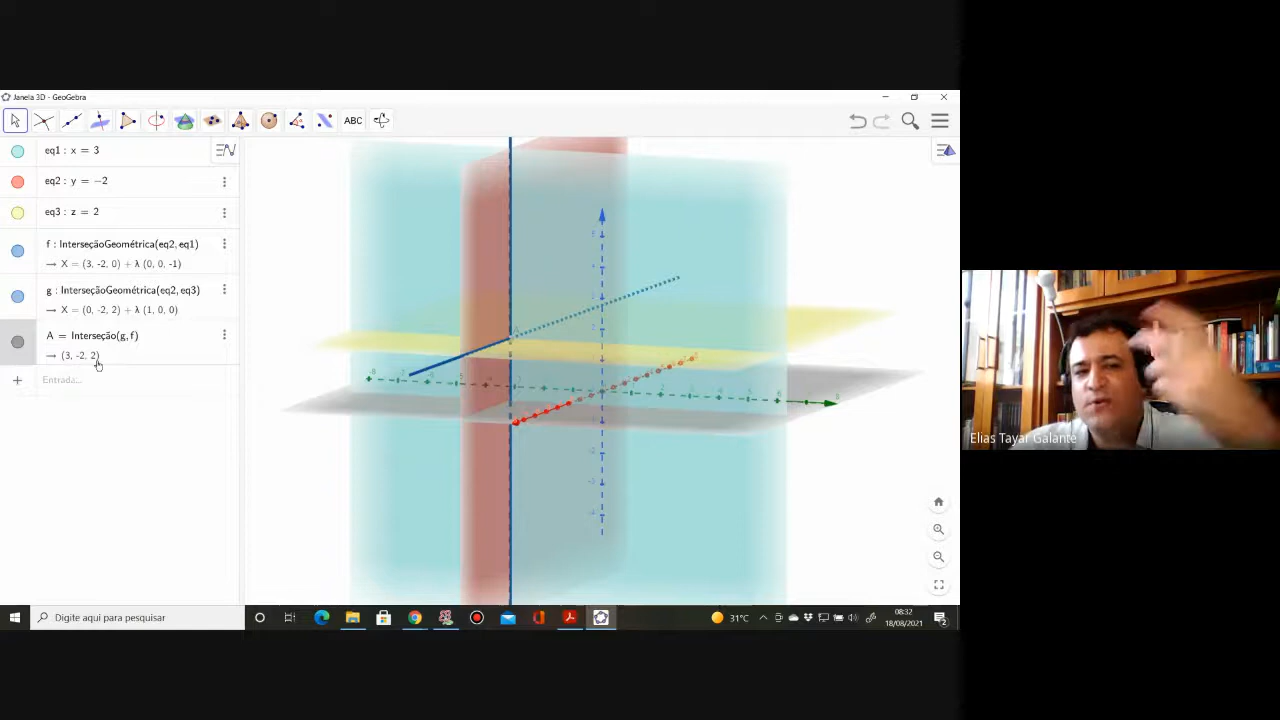 Janela 3D - GeoGebra
ABC
eq1 : x = 3
eq2 : y = −2
eq3 : z = 2
f : InterseçãoGeométrica(eq2, eq1)
→ X = (3, -2, 0) + λ (0, 0, -1)
g : InterseçãoGeométrica(eq2, eq3)
→ X = (0, -2, 2) + λ (1, 0, 0)
A = Interseção(g, f)
→ (3, -2, 2)
Entrada...
Elias Tayar Galante
Digite aqui para pesquisar
31°C
08:32
18/08/2021